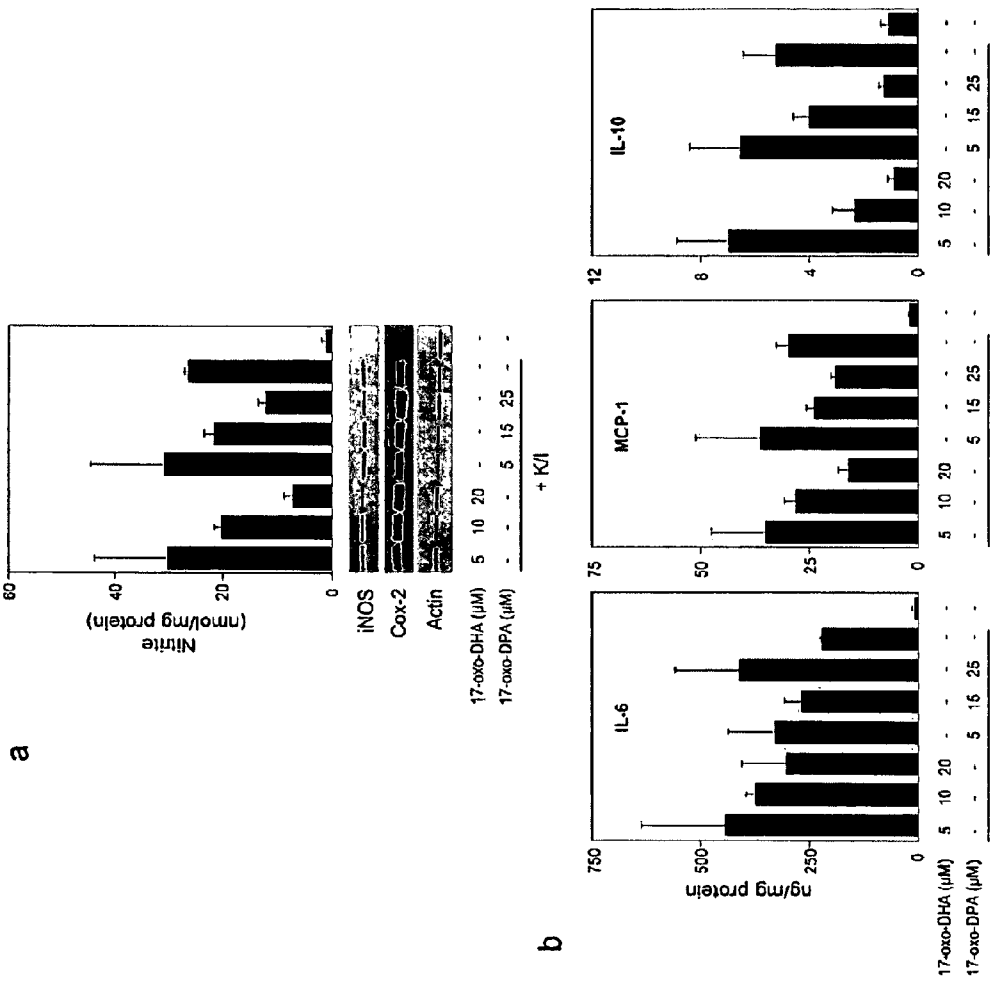 a
Nitrite
(nmol/mg protein)
60
40
20
0
iNOS
Cox-2
Actin
17-oxo-DHA (µM) 5 10 20 - - - - -
17-oxo-DPA (µM) - - - 5 15 25 - -
+ K/I
b
ng/mg protein
750
500
250
0
IL-6
75
50
25
0
MCP-1
12
8
4
0
IL-10
17-oxo-DHA (µM) 5 10 20 - - - - - 5 10 20 - - - - - 5 10 20 - - - - -
17-oxo-DPA (µM) - - - 5 15 25 - - - - - 5 15 25 - - - - - 5 15 25 - -